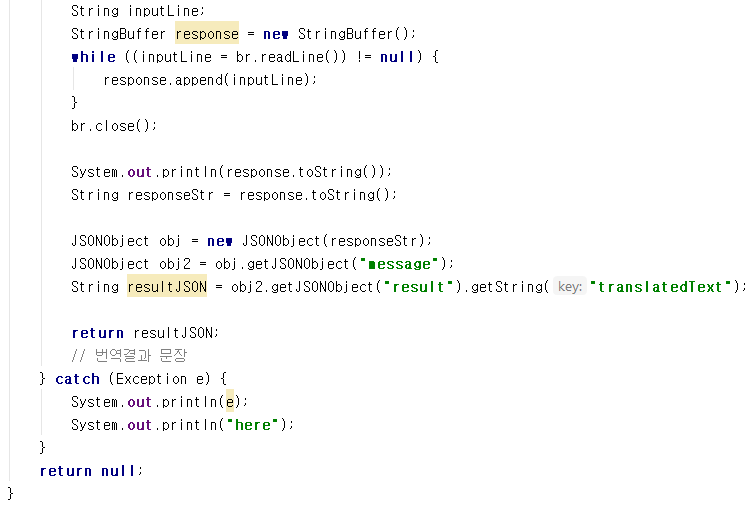 String inputLine;
StringBuffer response = new StringBuffer();
while ((inputLine = br.readLine()) != null) {
response.append(inputLine);
}
br.close();
System.out.println(response.toString());
String responseStr = response.toString();
JSONObject obj = new JSONObject(responseStr);
JSONObject obj2 = obj.getJSONObject("message");
String resultJSON = obj2.getJSONObject("result").getString( key: "translatedText");
return resultJSON;
// 번역결과 문장
} catch (Exception e) {
System.out.println(e);
System.out.println("here");
}
return null;
}